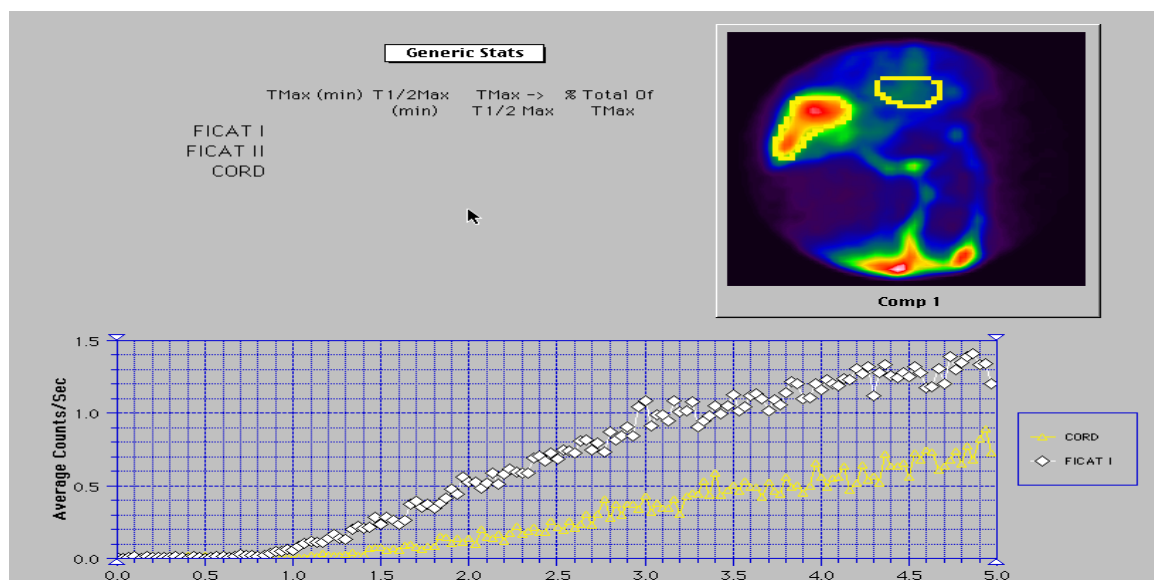 Generic Stats
TMax (min) T1/2Max (min) TMax -> T1/2 Max % Total Of TMax
FICAT I
FICAT II
CORD
Comp 1
Average Counts/Sec
1.5
1.0
0.5
0.0
0.0 0.5 1.0 1.5 2.0 2.5 3.0 3.5 4.0 4.5 5.0
CORD
FICAT I